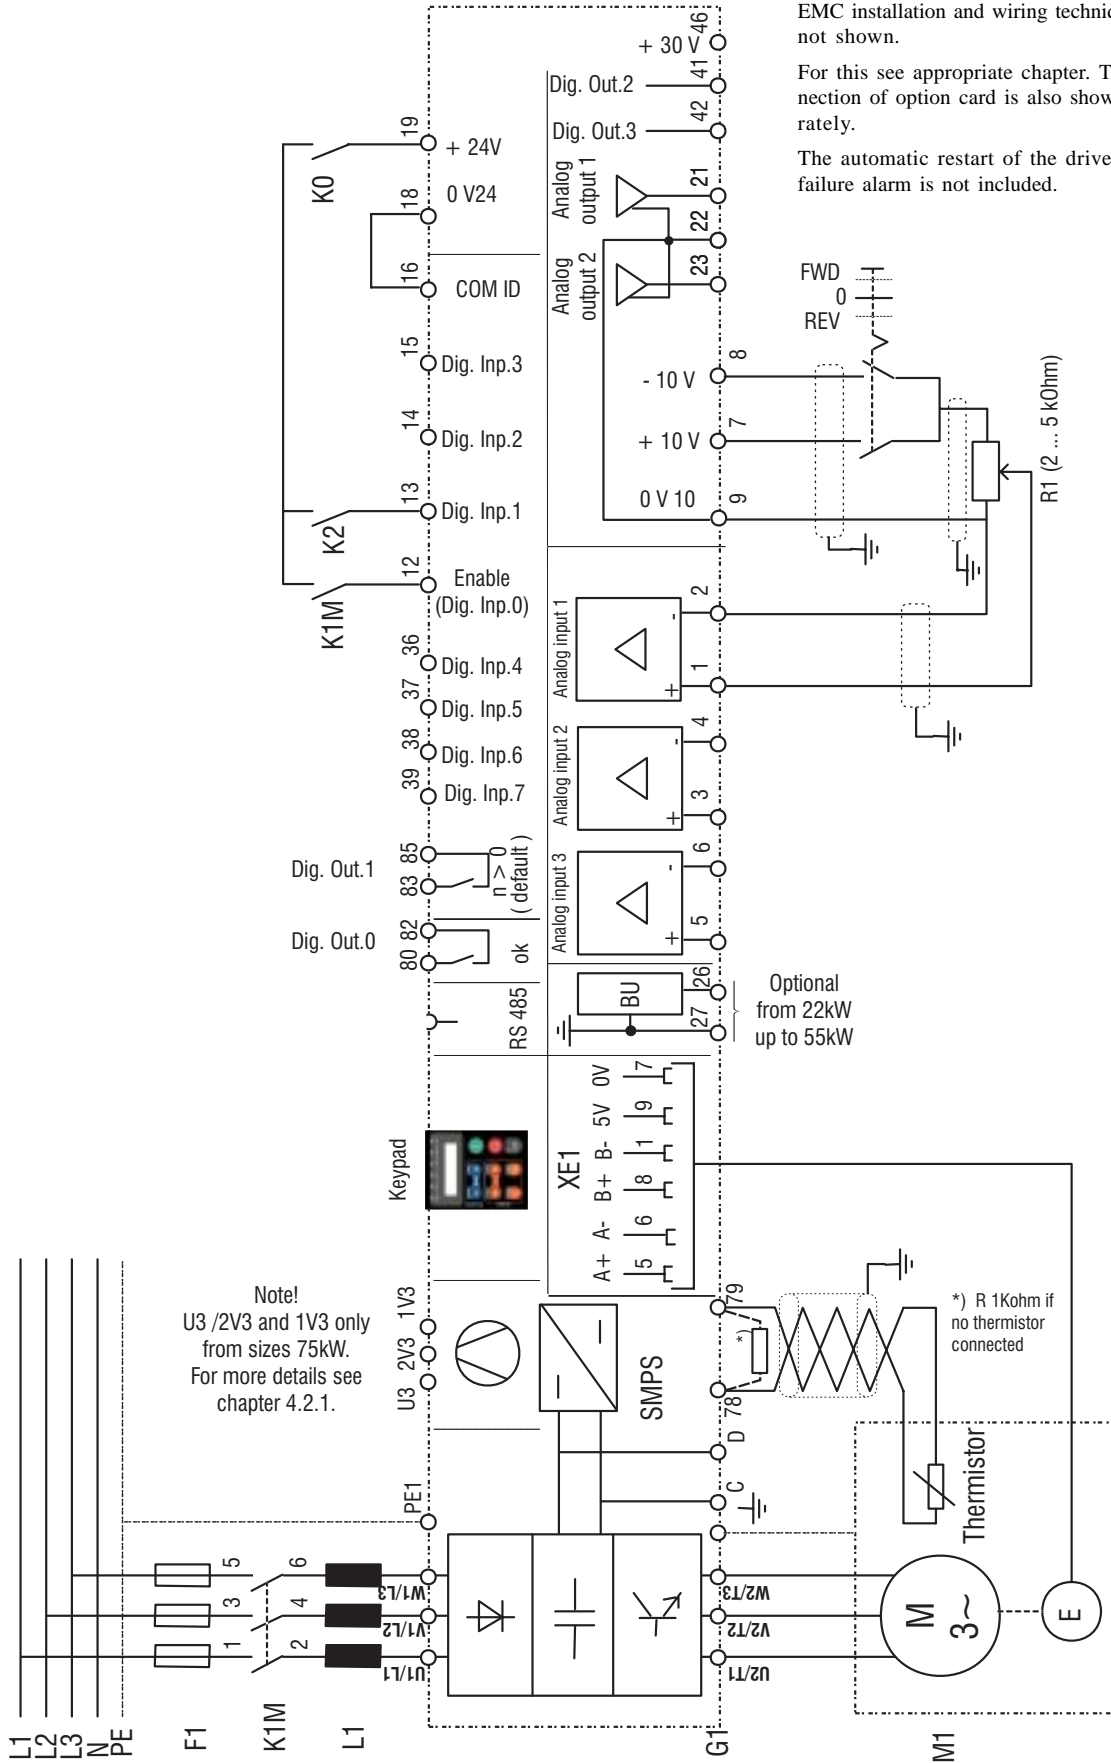 EMC installation and wiring techni
not shown.
For this see appropriate chapter. T
nection of option card is also show
rately.
The automatic restart of the drive
failure alarm is not included.
+ 30 V
46
Dig. Out.2
41
Dig. Out.3
42
Analog
output 1
21
22
Analog
output 2
23
K0
19
+ 24V
18
0 V24
16
COM ID
15
Dig. Inp.3
14
Dig. Inp.2
K2
13
Dig. Inp.1
K1M
12
Enable
(Dig. Inp.0)
36
Dig. Inp.4
37
Dig. Inp.5
38
Dig. Inp.6
39
Dig. Inp.7
FWD
0
REV
- 10 V
8
+ 10 V
7
0 V 10
9
R1 (2 ... 5 kOhm)
Analog input 1
- 2
+ 1
Analog input 2
- 4
+ 3
Analog input 3
- 6
+ 5
Dig. Out.1
85
83
n > 0
( default )
Dig. Out.0
82
80
ok
RS 485
BU
26
27
Optional
from 22kW
up to 55kW
Keypad
XE1
A+ A- B+ B- 5V 0V
5 6 8 1 9 7
Note!
U3 /2V3 and 1V3 only
from sizes 75kW.
For more details see
chapter 4.2.1.
U3 2V3 1V3
SMPS
79
78
*)
*) R 1Kohm if
no thermistor
connected
D
C
Thermistor
PE1
L1
L2
L3
N
PE
F1
K1M
L1
1 3 5
2 4 6
U1/L1
V1/L2
W1/L3
U2/T1
V2/T2
W2/T3
G1
M
3~
E
M1